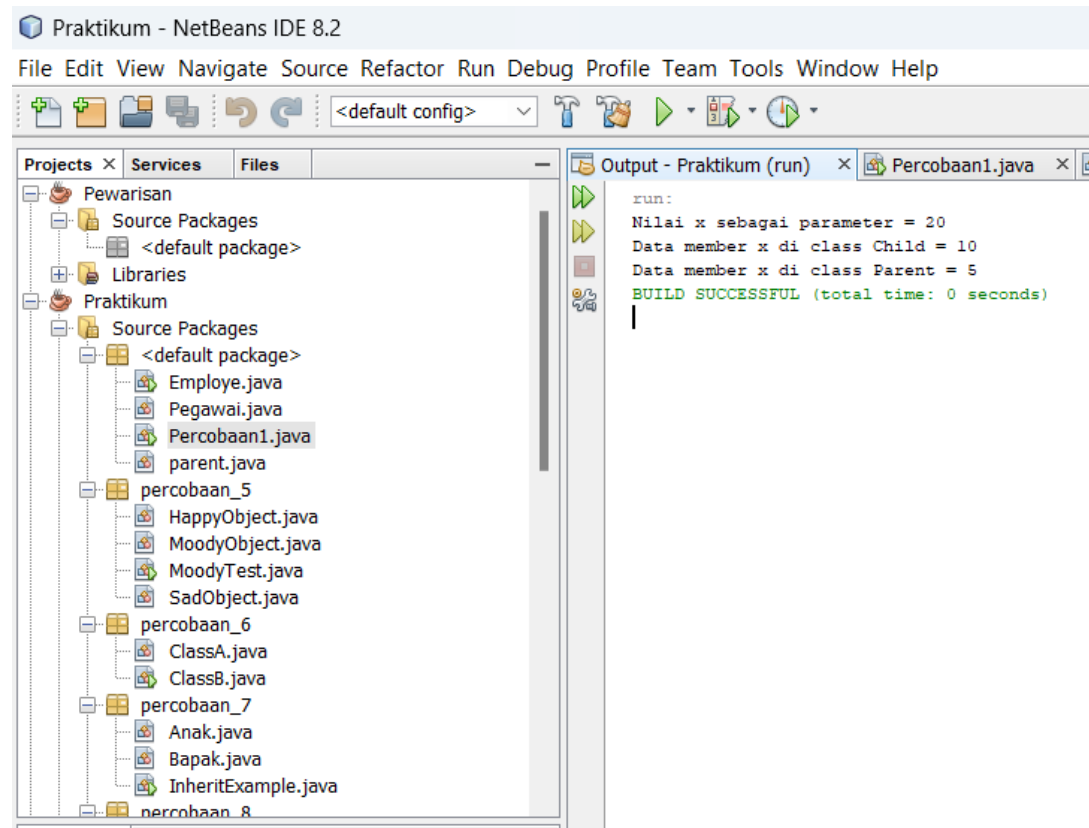 Praktikum - NetBeans IDE 8.2
File Edit View Navigate Source Refactor Run Debug Profile Team Tools Window Help
<default config>
Projects Services Files
Pewarisan
Source Packages
<default package>
Libraries
Praktikum
Source Packages
<default package>
Employe.java
Pegawai.java
Percobaan1.java
parent.java
percobaan_5
HappyObject.java
MoodyObject.java
MoodyTest.java
SadObject.java
percobaan_6
ClassA.java
ClassB.java
percobaan_7
Anak.java
Bapak.java
InheritExample.java
percobaan_8
Output - Praktikum (run) Percobaan1.java
run:
Nilai x sebagai parameter = 20
Data member x di class Child = 10
Data member x di class Parent = 5
BUILD SUCCESSFUL (total time: 0 seconds)